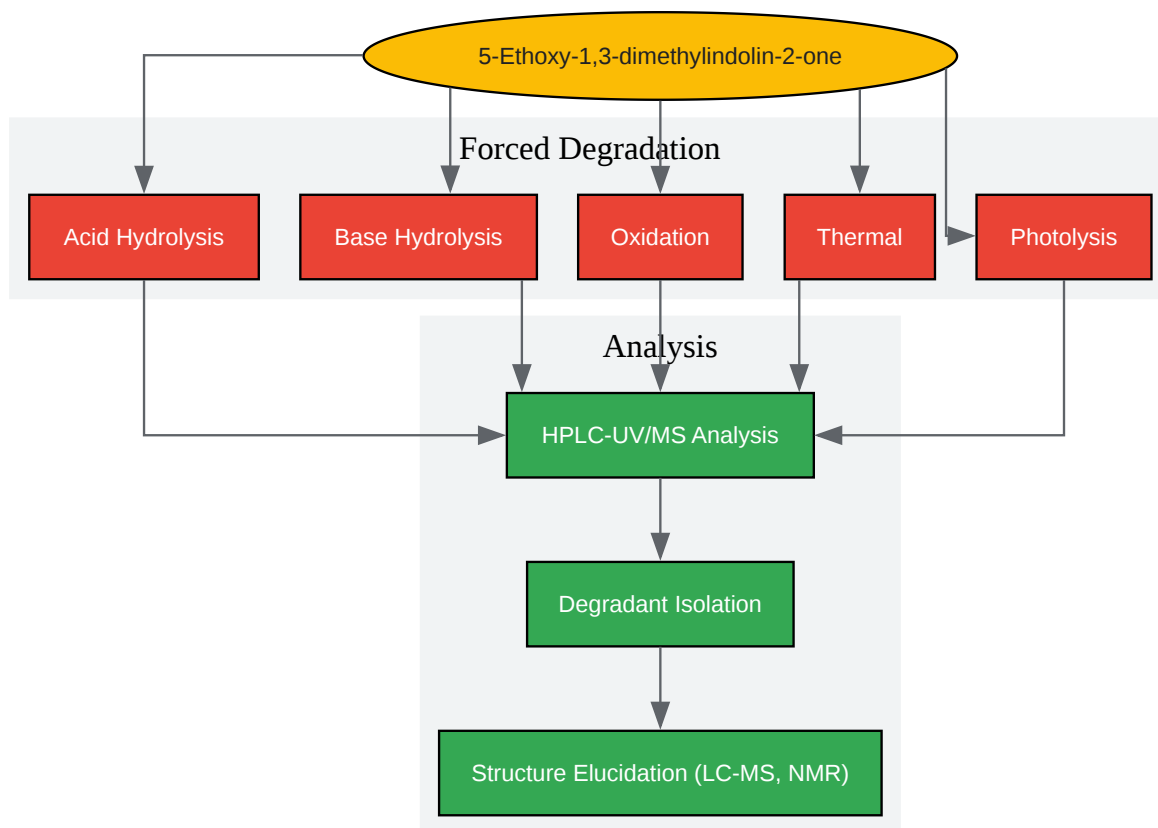 5-Ethoxy-1,3-dimethylindolin-2-one
Forced Degradation
Acid Hydrolysis
Base Hydrolysis
Oxidation
Thermal
Photolysis
Analysis
HPLC-UV/MS Analysis
Degradant Isolation
Structure Elucidation (LC-MS, NMR)